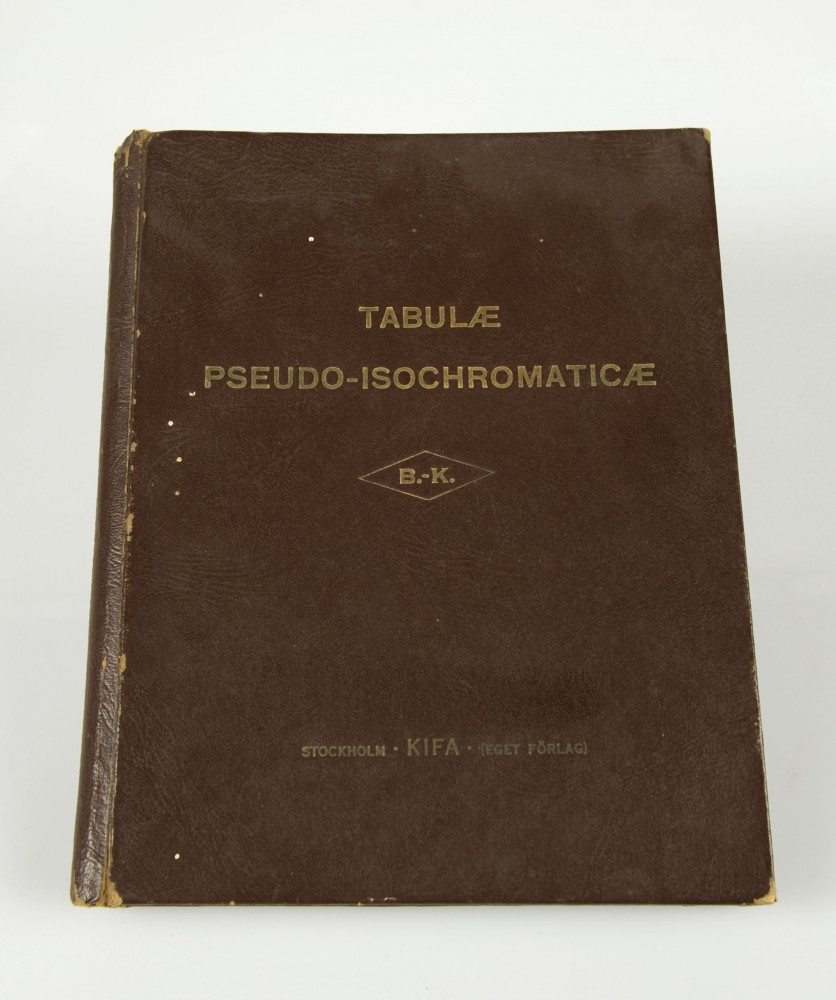 TABULÆ
PSEUDO-ISOCHROMATICÆ
B.-K.
STOCKHOLM · KIFA · (EGET FÖRLAG)